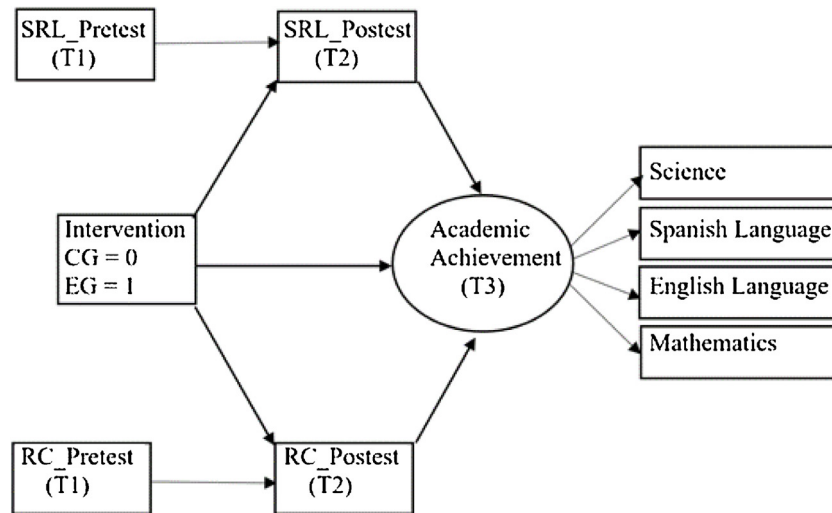 SRL_Pretest
(T1)
SRL_Postest
(T2)
Intervention
CG = 0
EG = 1
Academic
Achievement
(T3)
Science
Spanish Language
English Language
Mathematics
RC_Pretest
(T1)
RC_Postest
(T2)